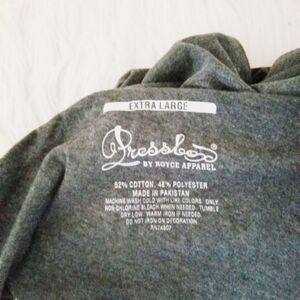 EXTRA LARGE
Pressbox
BY ROYCE APPAREL
52% COTTON, 48% POLYESTER
MADE IN PAKISTAN
MACHINE WASH COLD WITH LIKE COLORS. ONLY
NON-CHLORINE BLEACH WHEN NEEDED. TUMBLE
DRY LOW. WARM IRON IF NEEDED.
DO NOT IRON ON DECORATION.